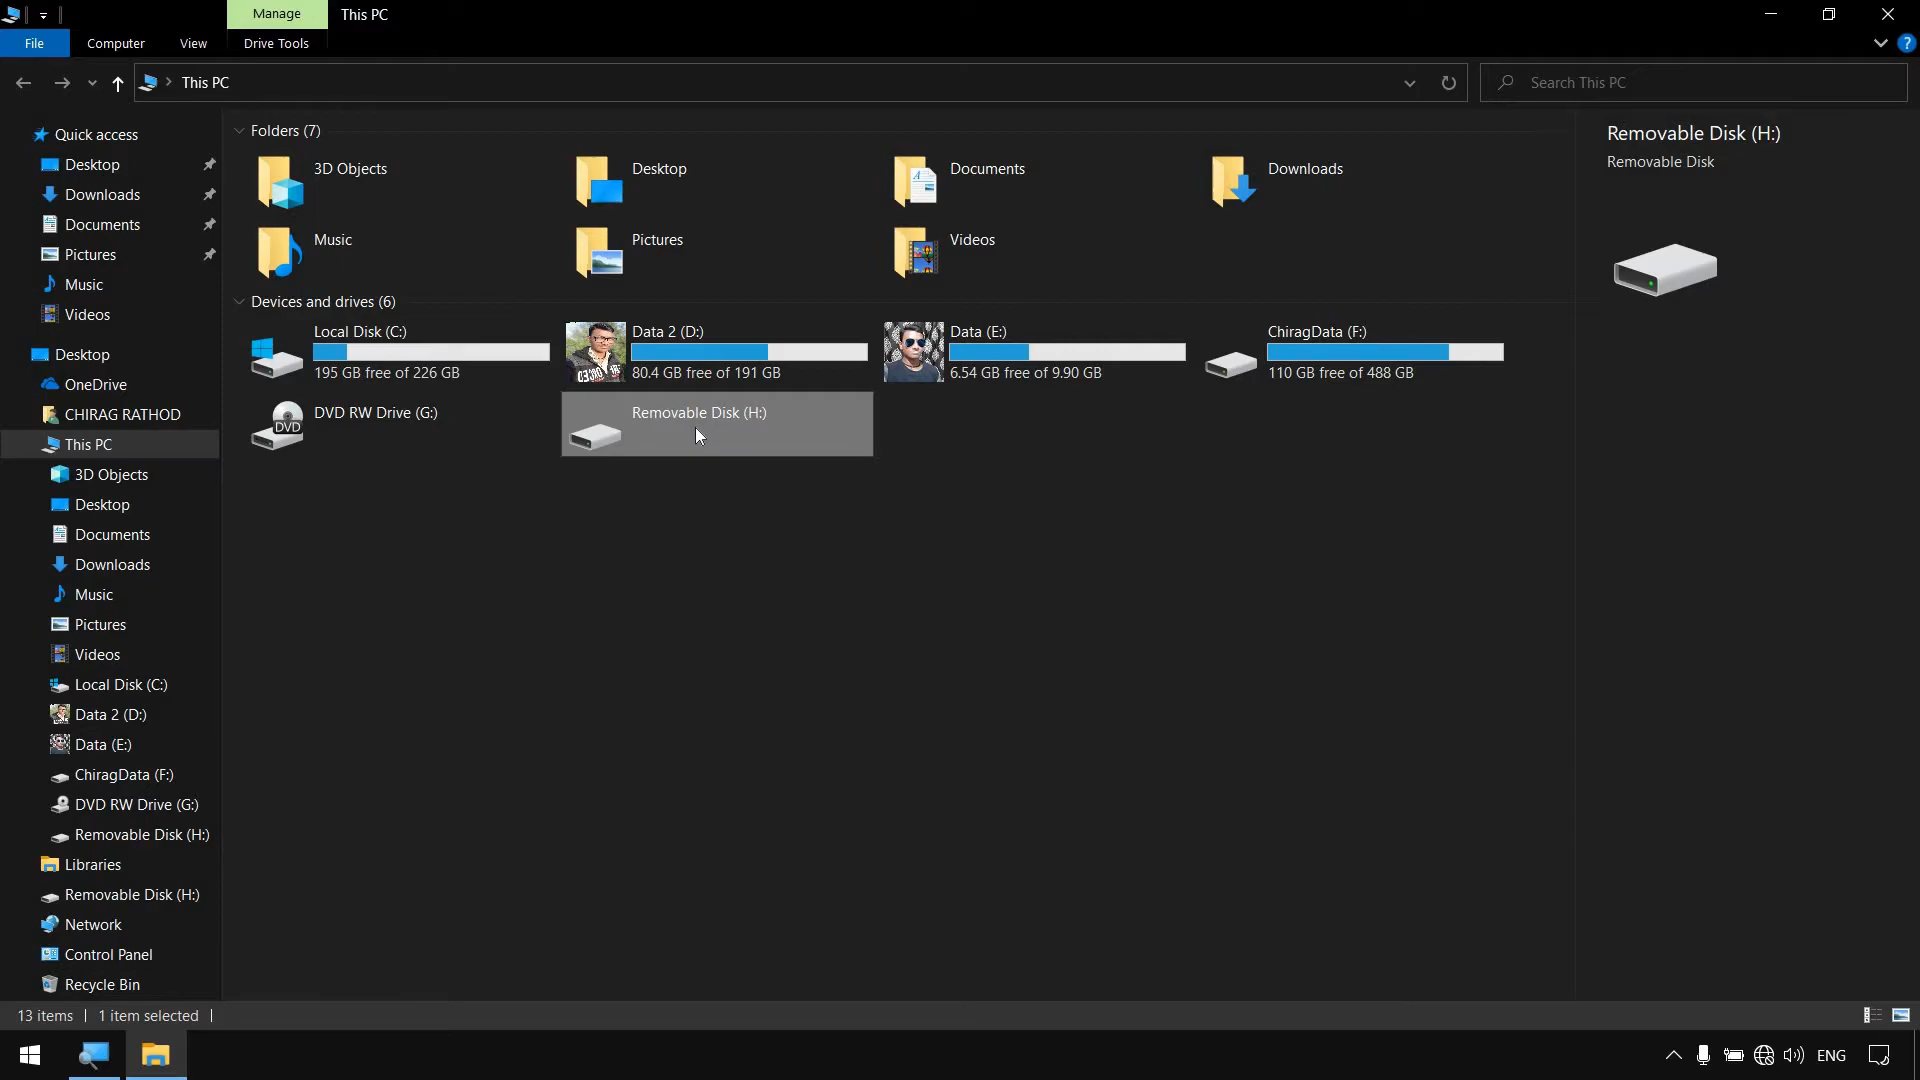 Manage
This PC
File
Computer
View
Drive Tools
This PC
Search This PC
Quick access
Desktop
Downloads
Documents
Pictures
Music
Videos
Desktop
OneDrive
CHIRAG RATHOD
This PC
3D Objects
Desktop
Documents
Downloads
Music
Pictures
Videos
Local Disk (C:)
Data 2 (D:)
Data (E:)
ChiragData (F:)
DVD RW Drive (G:)
Removable Disk (H:)
Libraries
Removable Disk (H:)
Network
Control Panel
Recycle Bin
Folders (7)
3D Objects
Desktop
Documents
Downloads
Music
Pictures
Videos
Devices and drives (6)
Local Disk (C:)
195 GB free of 226 GB
Data 2 (D:)
80.4 GB free of 191 GB
Data (E:)
6.54 GB free of 9.90 GB
ChiragData (F:)
110 GB free of 488 GB
DVD
DVD RW Drive (G:)
Removable Disk (H:)
Removable Disk (H:)
Removable Disk
13 items
1 item selected
ENG